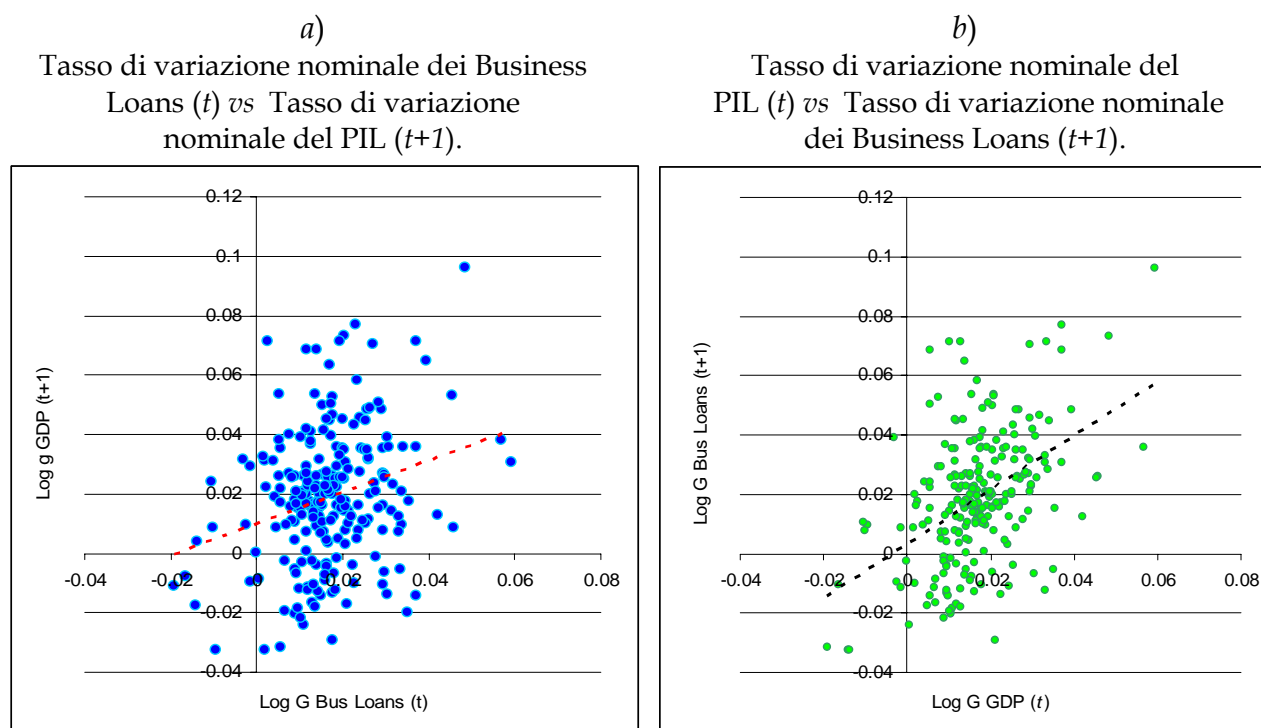 a)
Tasso di variazione nominale dei Business
Loans (t) vs Tasso di variazione
nominale del PIL (t+1).
0.12
0.1
0.08
0.06
0.04
0.02
0
-0.02
-0.04
-0.04
-0.02
0
0.02
0.04
0.06
0.08
Log g GDP (t+1)
Log G Bus Loans (t)
b)
Tasso di variazione nominale del
PIL (t) vs Tasso di variazione nominale
dei Business Loans (t+1).
0.12
0.1
0.08
0.06
0.04
0.02
0
-0.02
-0.04
-0.04
-0.02
0
0.02
0.04
0.06
0.08
Log G Bus Loans (t+1)
Log G GDP (t)